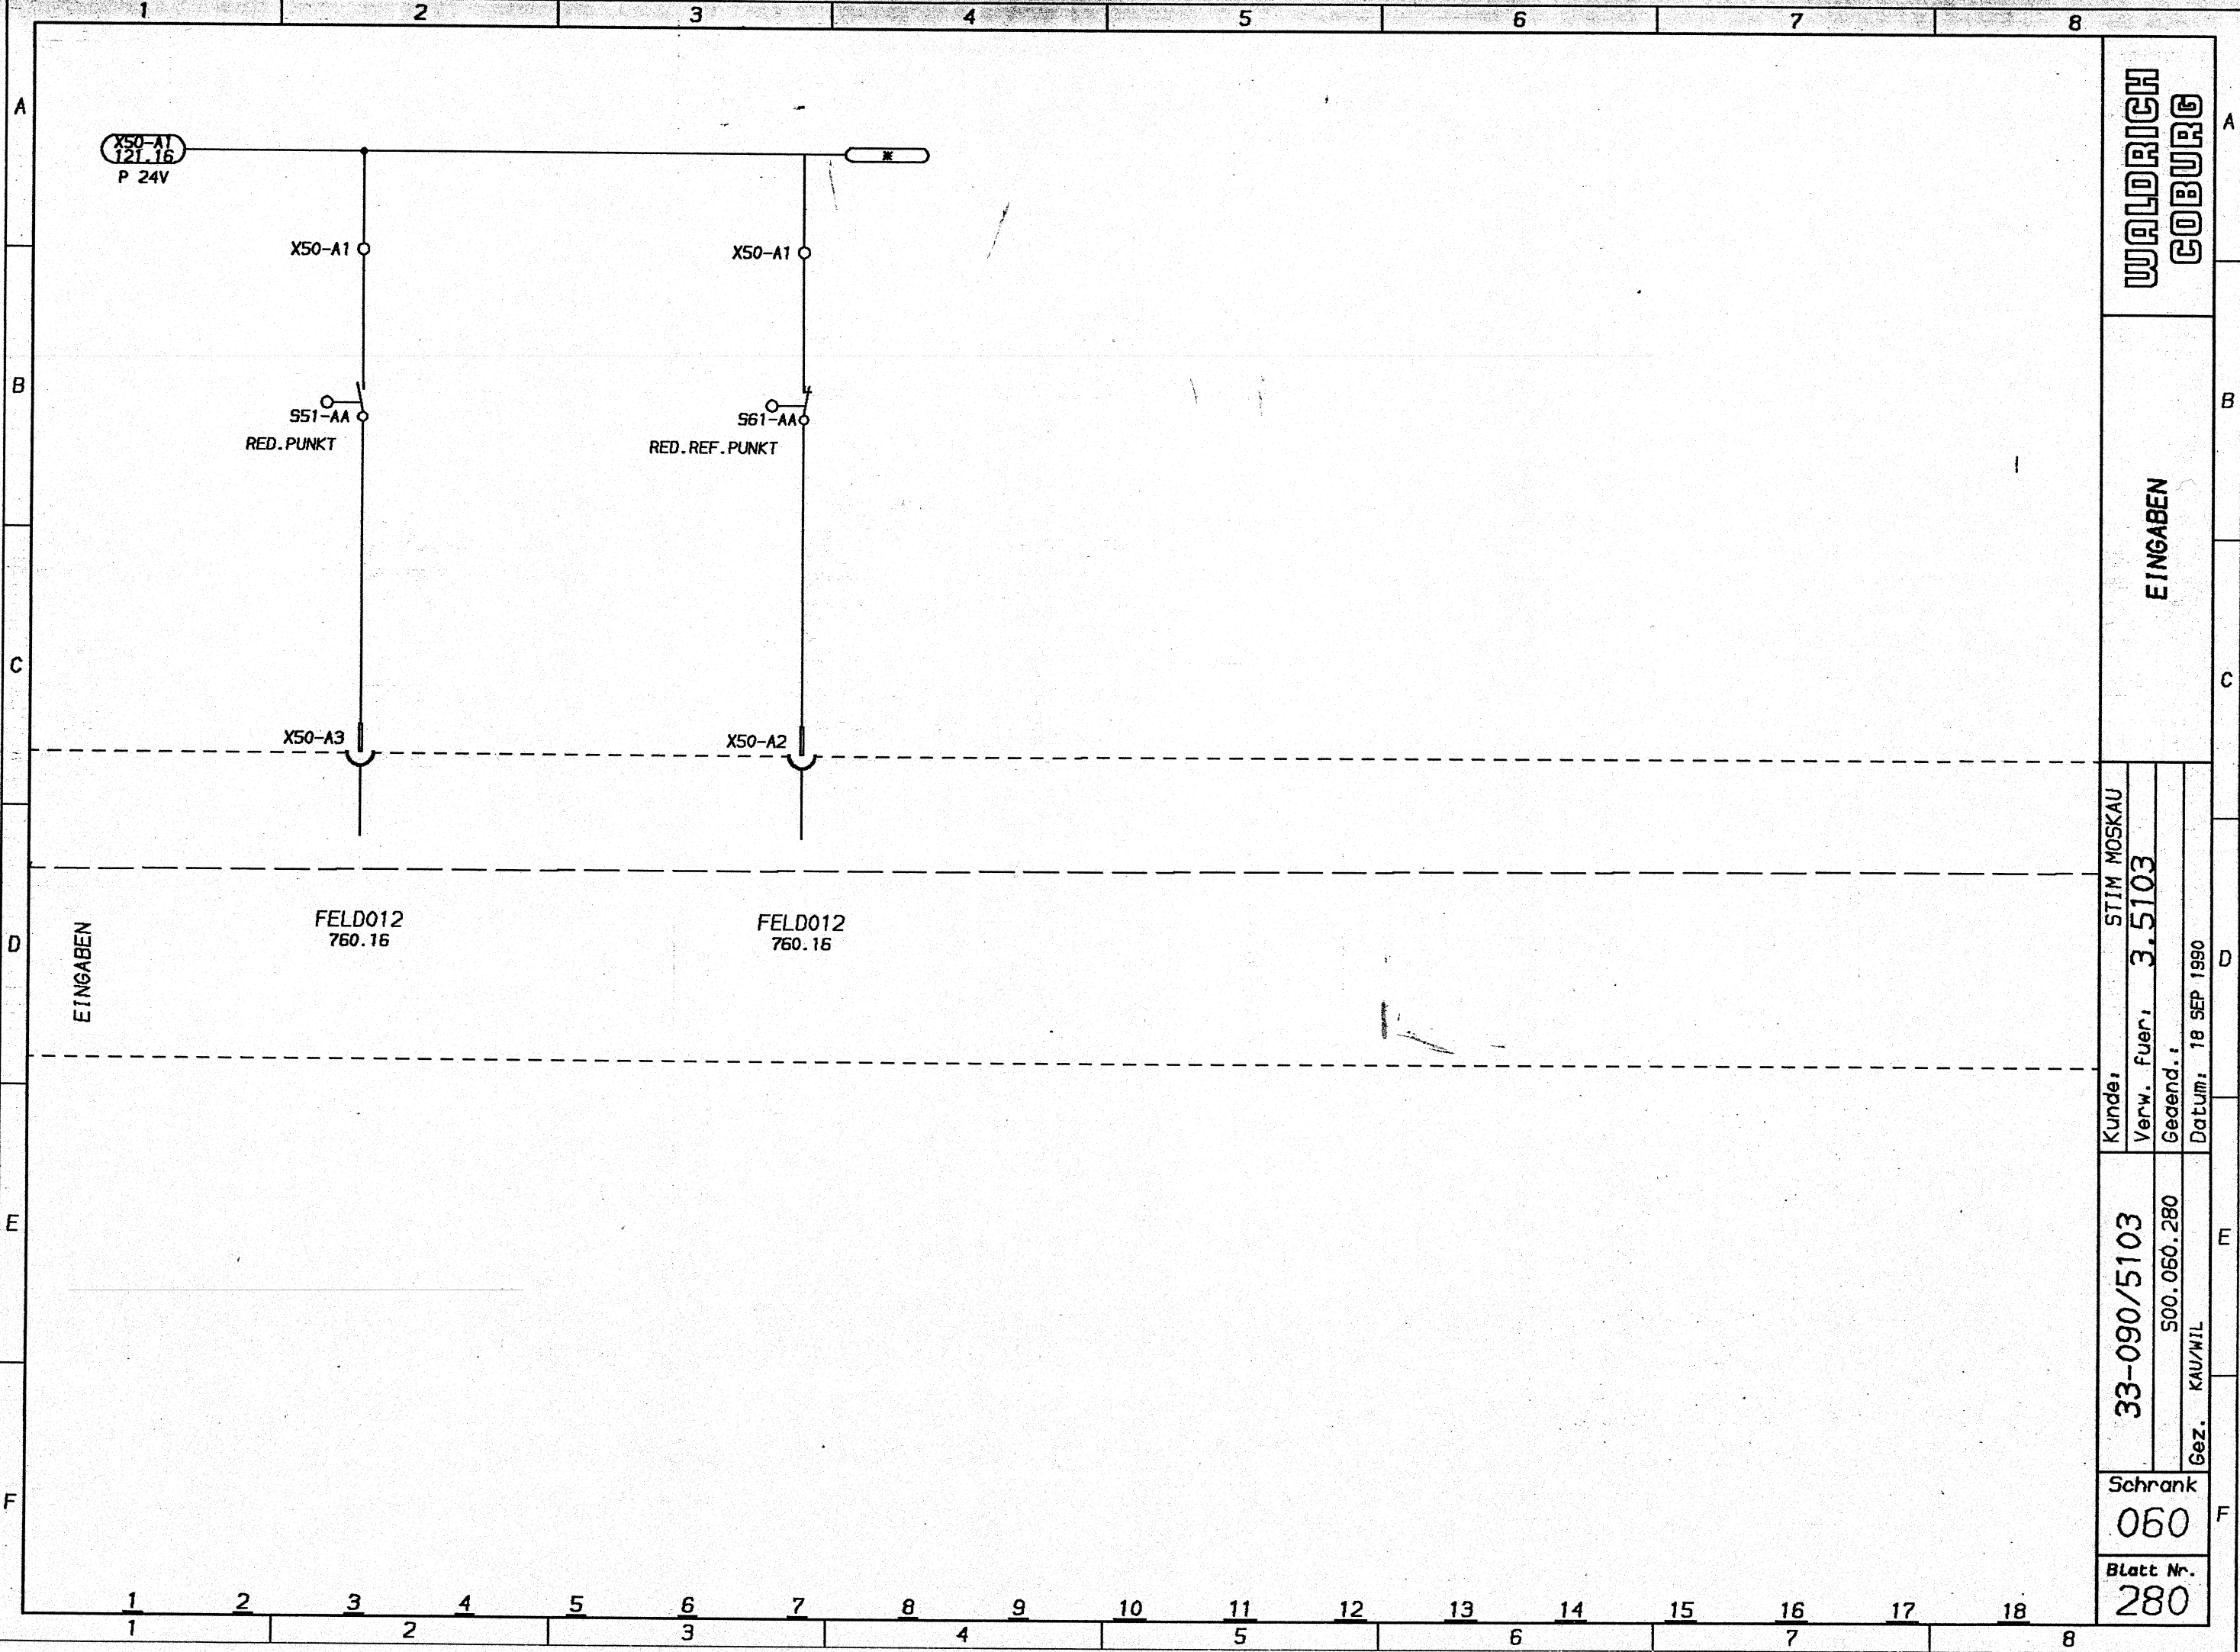 1 2 3 4 5 6 7 8
A A
X50-A1
121.16
P 24V
*
X50-A1 X50-A1
B B
S51-AA S61-AA
RED.PUNKT RED.REF.PUNKT
C C
X50-A3 X50-A2
D D
EINGABEN
FELD012 FELD012
760.16 760.16
E E
F F
1 2 3 4 5 6 7 8 9 10 11 12 13 14 15 16 17 18
1 2 3 4 5 6 7 8
WALDRICH
COBURG
EINGABEN
Kunde: STIM MOSKAU
Verw. fuer: 3.5103
Geaend.:
Datum: 18 SEP 1990
33-090/5103
S00.060.280
Gez. KAU/WIL
Schrank
060
Blatt Nr.
280